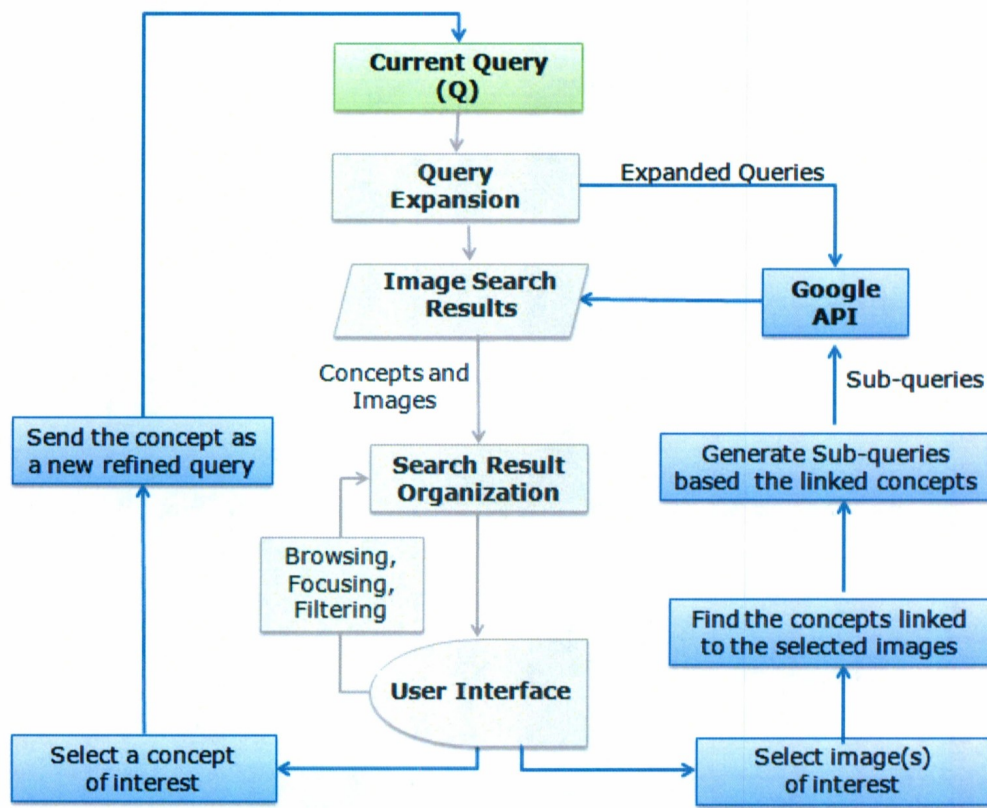 Current Query
(Q)
Query
Expansion
Expanded Queries
Image Search
Results
Google
API
Concepts and
Images
Sub-queries
Send the concept as
a new refined query
Search Result
Organization
Generate Sub-queries
based the linked concepts
Browsing,
Focusing,
Filtering
Find the concepts linked
to the selected images
User Interface
Select a concept
of interest
Select image(s)
of interest